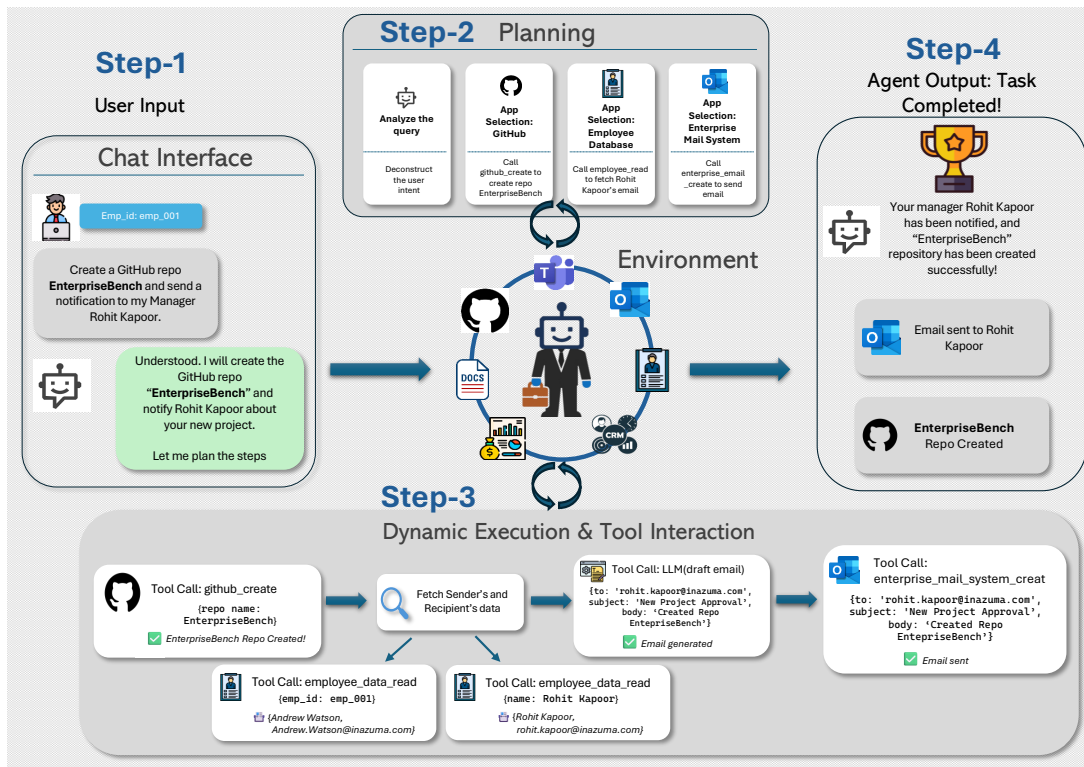 Step-1
User Input
Chat Interface
Emp_id: emp_001
Create a GitHub repo
EnterpriseBench and send a
notification to my Manager
Rohit Kapoor.
Understood. I will create the
GitHub repo
“EnterpriseBench” and
notify Rohit Kapoor about
your new project.
Let me plan the steps
Step-2 Planning
Analyze the
query
Deconstruct
the user
intent
App
Selection:
GitHub
Call
github_create to
create repo
EnterpriseBench
App
Selection:
Employee
Database
Call employee_read
to fetch Rohit
Kapoor's email
App
Selection:
Enterprise
Mail System
Call
enterprise_email
_create to send
email
Environment
T
O
DOCS
$
CRM
Step-4
Agent Output: Task
Completed!
Your manager Rohit Kapoor
has been notified, and
“EnterpriseBench”
repository has been created
successfully!
O
Email sent to Rohit
Kapoor
EnterpriseBench
Repo Created
Step-3
Dynamic Execution & Tool Interaction
Tool Call: github_create
{repo name:
EnterpriseBench}
EnterpriseBench Repo Created!
Fetch Sender's and
Recipient's data
Tool Call: employee_data_read
{emp_id: emp_001}
{Andrew Watson,
Andrew.Watson@inazuma.com}
Tool Call: employee_data_read
{name: Rohit Kapoor}
{Rohit Kapoor,
rohit.kapoor@inazuma.com}
Tool Call: LLM(draft email)
{to: 'rohit.kapoor@inazuma.com',
subject: 'New Project Approval’,
body: ‘Created Repo
EntepriseBench’}
Email generated
O
Tool Call:
enterprise_mail_system_creat
{to: 'rohit.kapoor@inazuma.com',
subject: 'New Project Approval’,
body: ‘Created Repo
EntepriseBench’}
Email sent